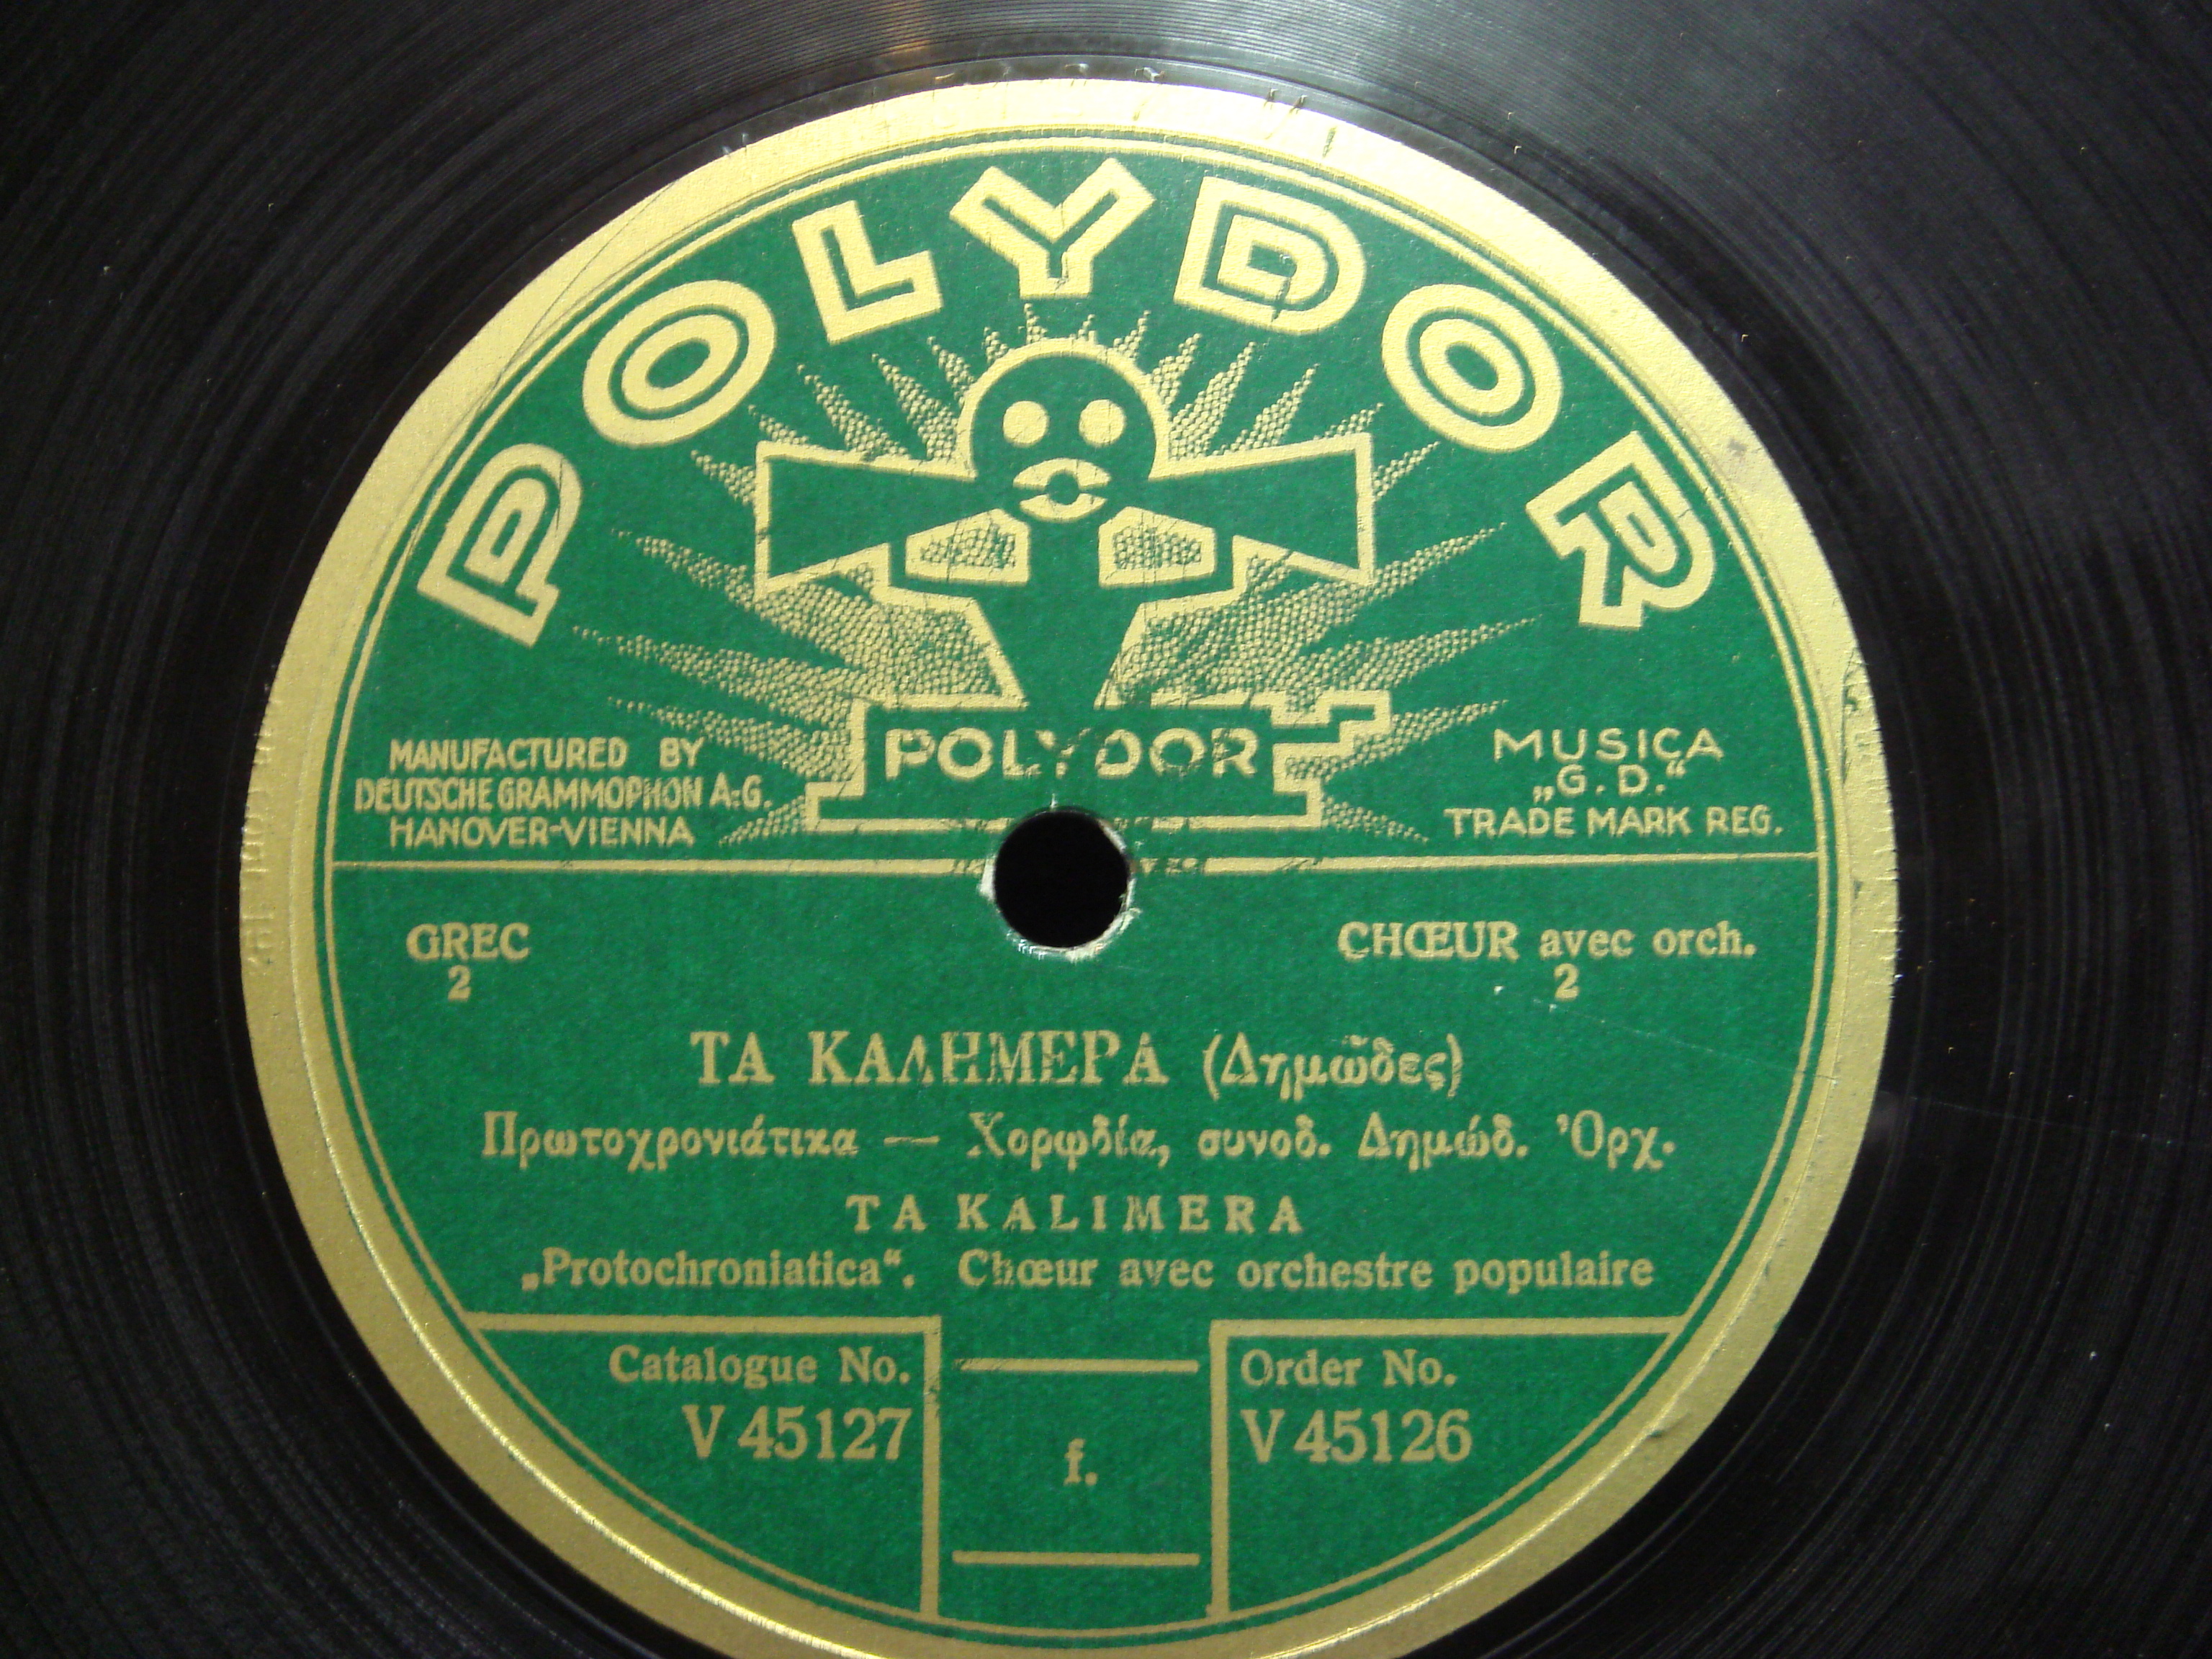 POLYDOR
POLYDOR
MANUFACTURED BY
DEUTSCHE GRAMMOPHON A.-G.
HANOVER-VIENNA
MUSICA
„G. D.“
TRADE MARK REG.
GREC
2
CHŒUR avec orch.
2
ΤΑ ΚΑΛΗΜΕΡΑ (Δημῶδες)
Πρωτοχρονιάτικα — Χορῳδία, συνοδ. Δημώδ. Ὀρχ.
TA KALIMERA
„Protochroniatica“. Chœur avec orchestre populaire
Catalogue No.
V 45127
f.
Order No.
V 45126